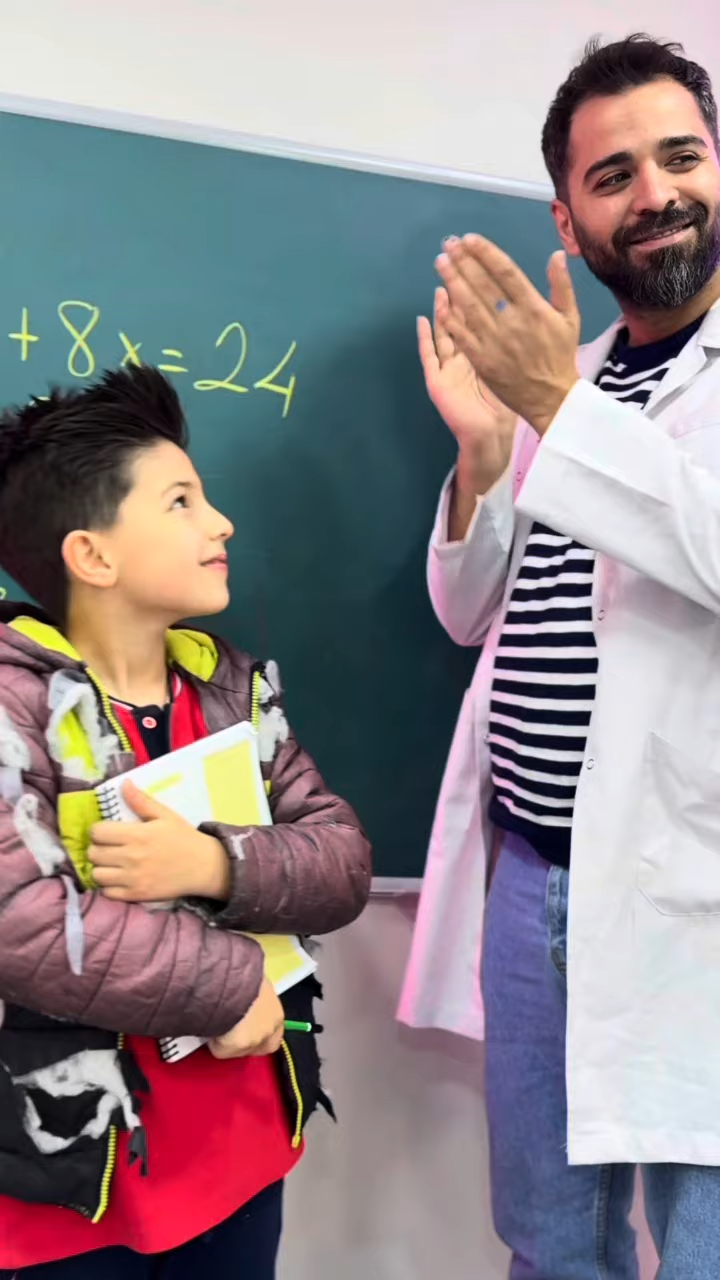 + 8x = 24